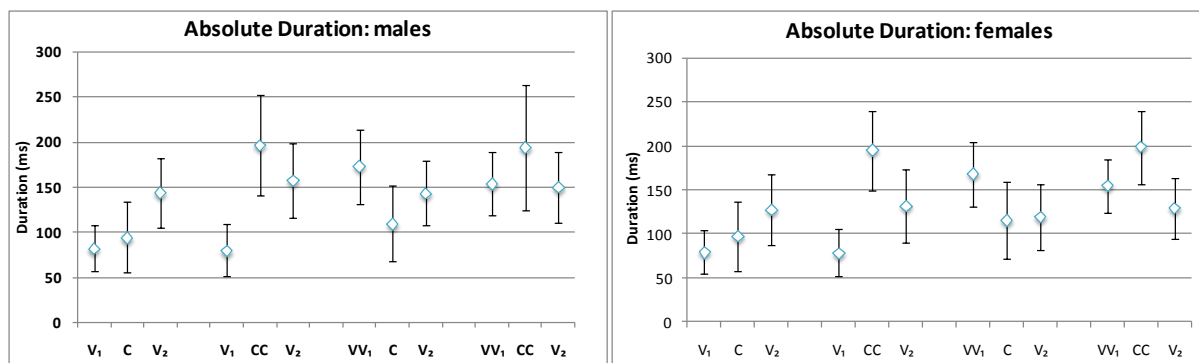 Absolute Duration: males
Duration (ms)
300
250
200
150
100
50
0
V₁ C V₂ V₁ CC V₂ VV₁ C V₂ VV₁ CC V₂
Absolute Duration: females
Duration (ms)
300
250
200
150
100
50
0
V₁ C V₂ V₁ CC V₂ VV₁ C V₂ VV₁ CC V₂